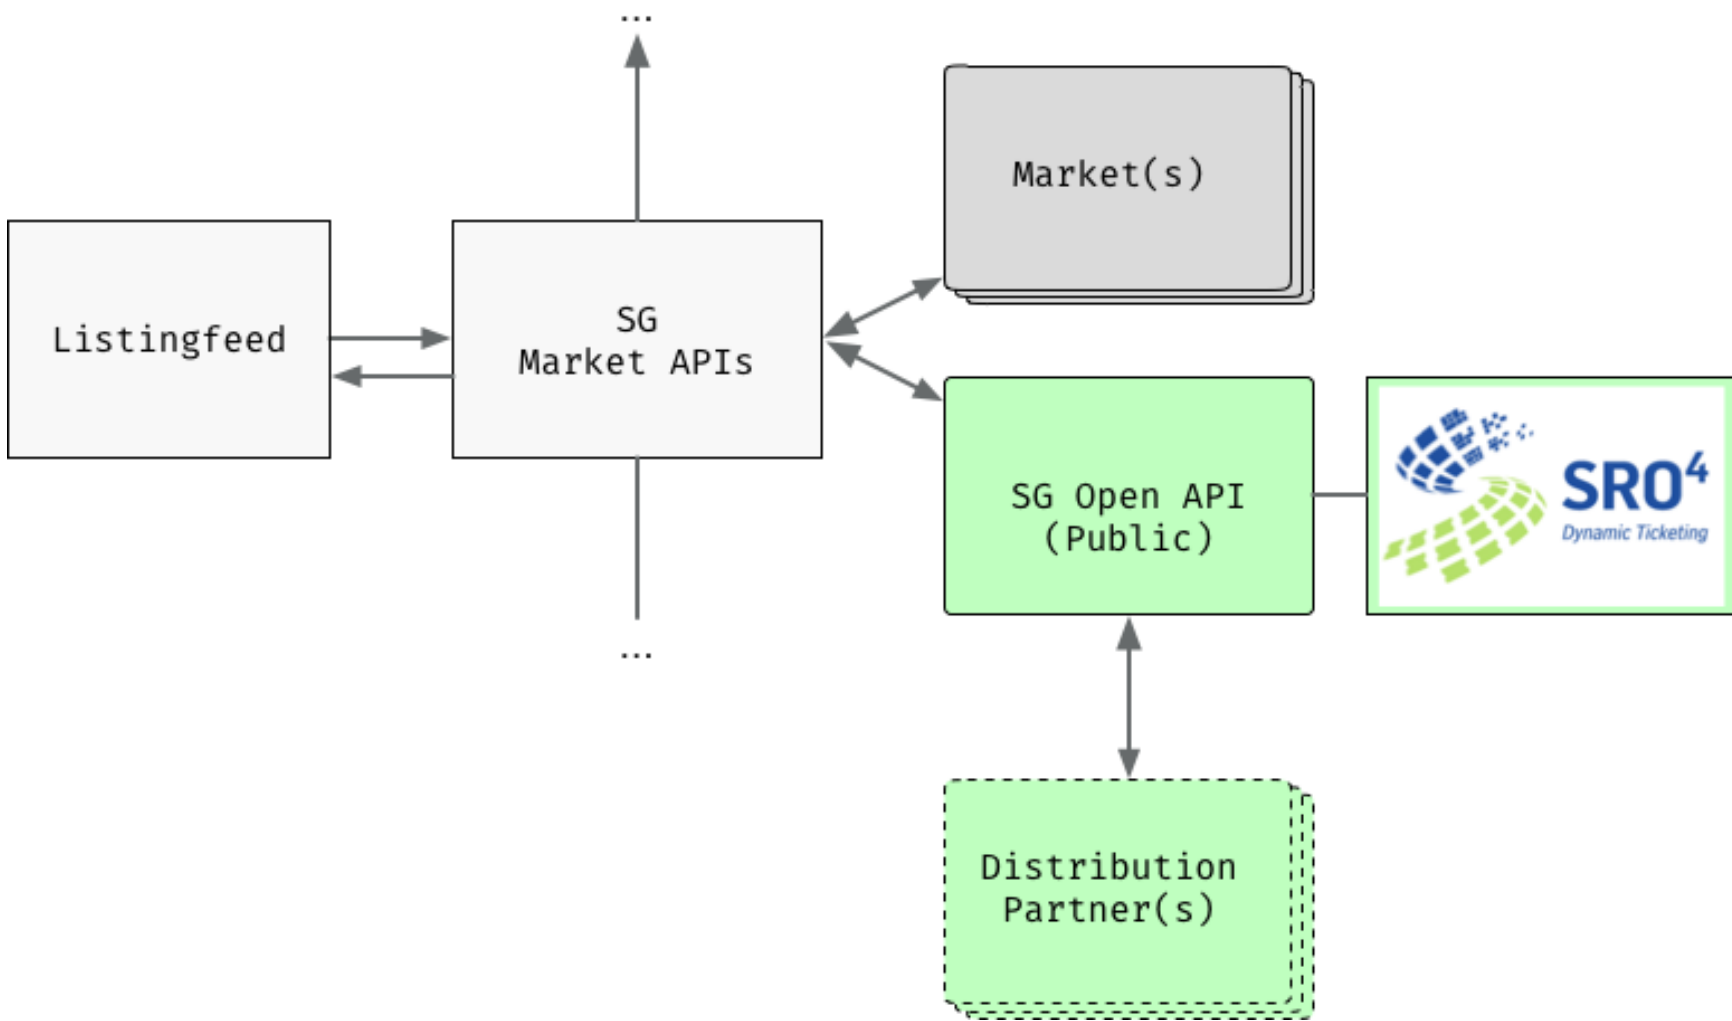 ...
Market(s)
Listingfeed
SG
Market APIs
SG Open API
(Public)
SRO4
Dynamic Ticketing
...
Distribution
Partner(s)